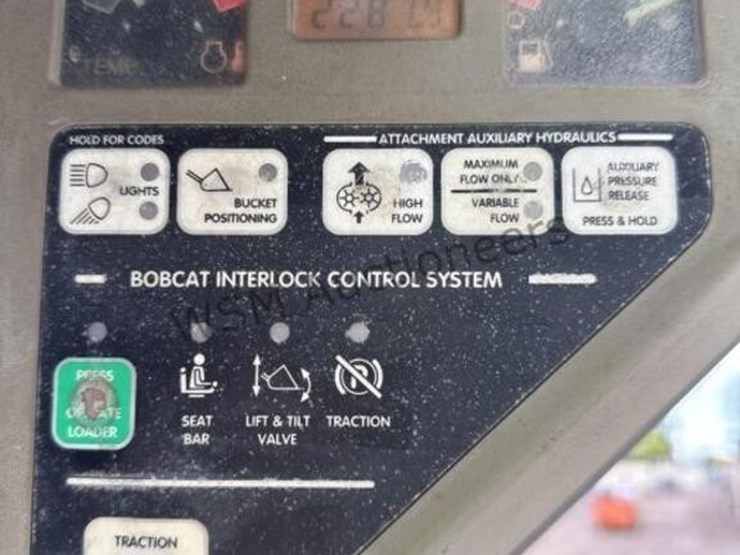 TEMP
HOLD FOR CODES
ATTACHMENT AUXILIARY HYDRAULICS
LIGHTS
BUCKET
POSITIONING
HIGH
FLOW
MAXIMUM
FLOW ONLY
VARIABLE
FLOW
AUXILIARY
PRESSURE
RELEASE
PRESS & HOLD
BOBCAT INTERLOCK CONTROL SYSTEM
WSM Auctioneers
PRESS
OPERATE
LOADER
SEAT
BAR
LIFT & TILT
VALVE
TRACTION
TRACTION